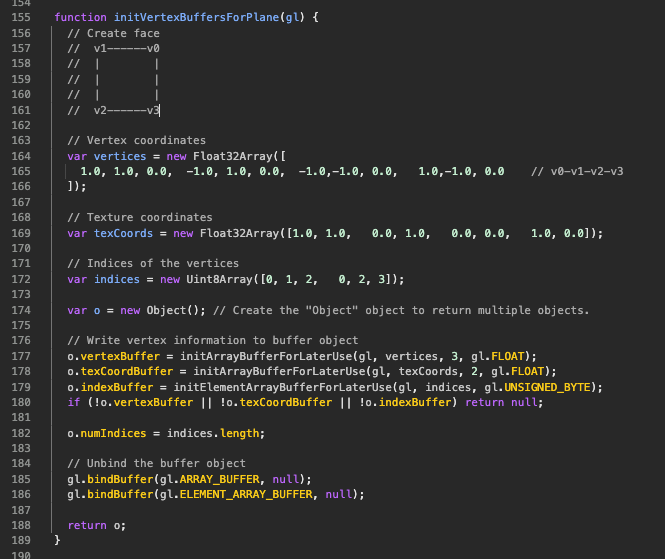 154
155 function initVertexBuffersForPlane(gl) {
156   // Create face
157   //  v1------v0
158   //  |        |
159   //  |        |
160   //  |        |
161   //  v2------v3
162
163   // Vertex coordinates
164   var vertices = new Float32Array([
165     1.0, 1.0, 0.0,  -1.0, 1.0, 0.0,  -1.0,-1.0, 0.0,   1.0,-1.0, 0.0    // v0-v1-v2-v3
166   ]);
167
168   // Texture coordinates
169   var texCoords = new Float32Array([1.0, 1.0,   0.0, 1.0,   0.0, 0.0,   1.0, 0.0]);
170
171   // Indices of the vertices
172   var indices = new Uint8Array([0, 1, 2,   0, 2, 3]);
173
174   var o = new Object(); // Create the "Object" object to return multiple objects.
175
176   // Write vertex information to buffer object
177   o.vertexBuffer = initArrayBufferForLaterUse(gl, vertices, 3, gl.FLOAT);
178   o.texCoordBuffer = initArrayBufferForLaterUse(gl, texCoords, 2, gl.FLOAT);
179   o.indexBuffer = initElementArrayBufferForLaterUse(gl, indices, gl.UNSIGNED_BYTE);
180   if (!o.vertexBuffer || !o.texCoordBuffer || !o.indexBuffer) return null;
181
182   o.numIndices = indices.length;
183
184   // Unbind the buffer object
185   gl.bindBuffer(gl.ARRAY_BUFFER, null);
186   gl.bindBuffer(gl.ELEMENT_ARRAY_BUFFER, null);
187
188   return o;
189 }
190